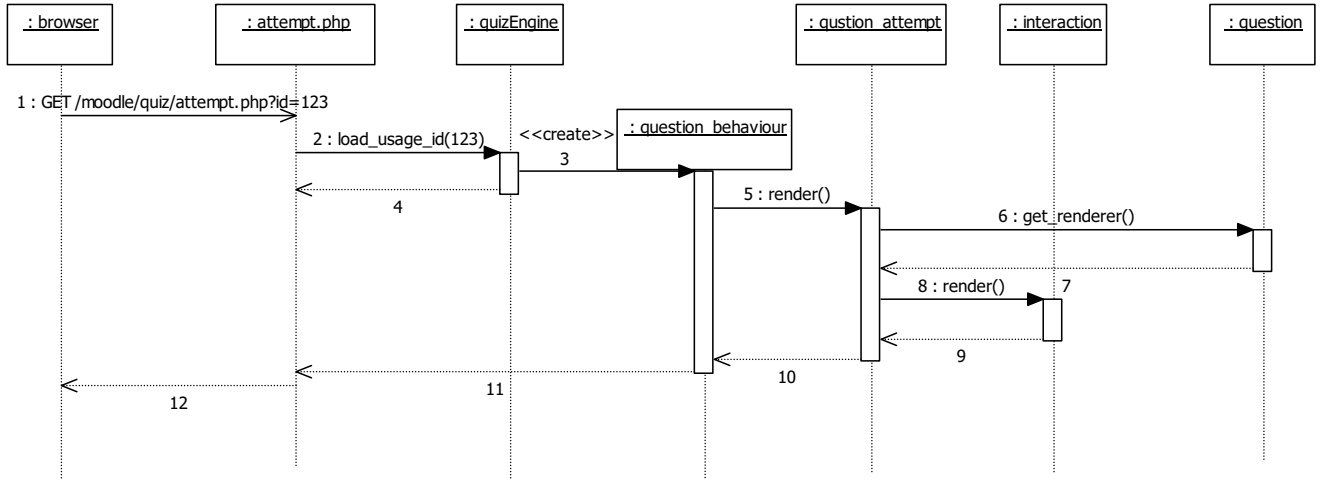 : browser
: attempt.php
: quizEngine
: qustion_attempt
: interaction
: question
1 : GET /moodle/quiz/attempt.php?id=123
: question_behaviour
<<create>>
2 : load_usage_id(123)
3
4
5 : render()
6 : get_renderer()
7
8 : render()
9
10
11
12